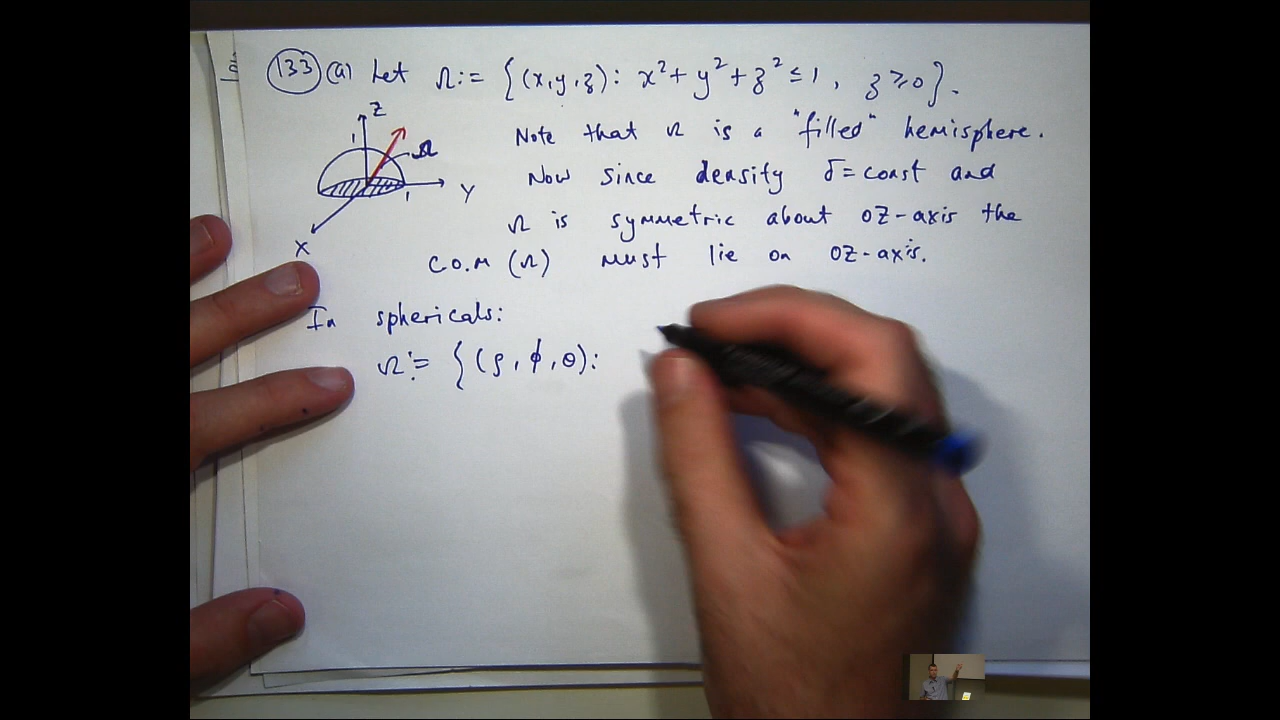 133 (a) Let Ω := {(x,y,z): x² + y² + z² ≤ 1, z ≥ 0}.
Z
1
Ω
Y
1
X
Note that Ω is a "filled" hemisphere.
Now since density δ = const and
Ω is symmetric about OZ-axis the
C.O.M (Ω) must lie on OZ-axis.
In sphericals:
Ω := {(ρ, ϕ, θ):